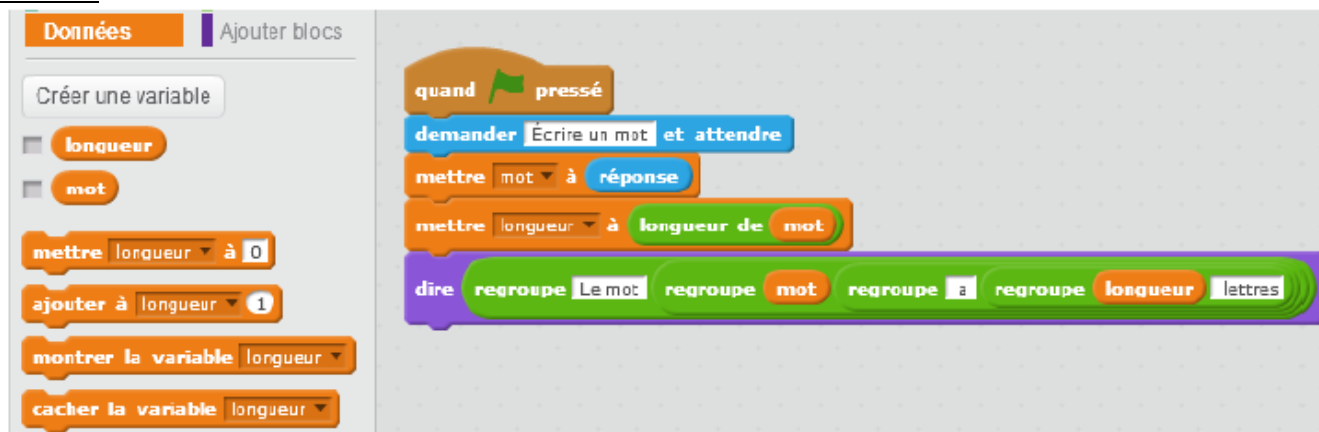 Données
Ajouter blocs
Créer une variable
longueur
mot
mettre longueur à 0
ajouter à longueur 1
montrer la variable longueur
cacher la variable longueur
quand pressé
demander Écrire un mot et attendre
mettre mot à réponse
mettre longueur à longueur de mot
dire regroupe Le mot regroupe mot regroupe a regroupe longueur lettres